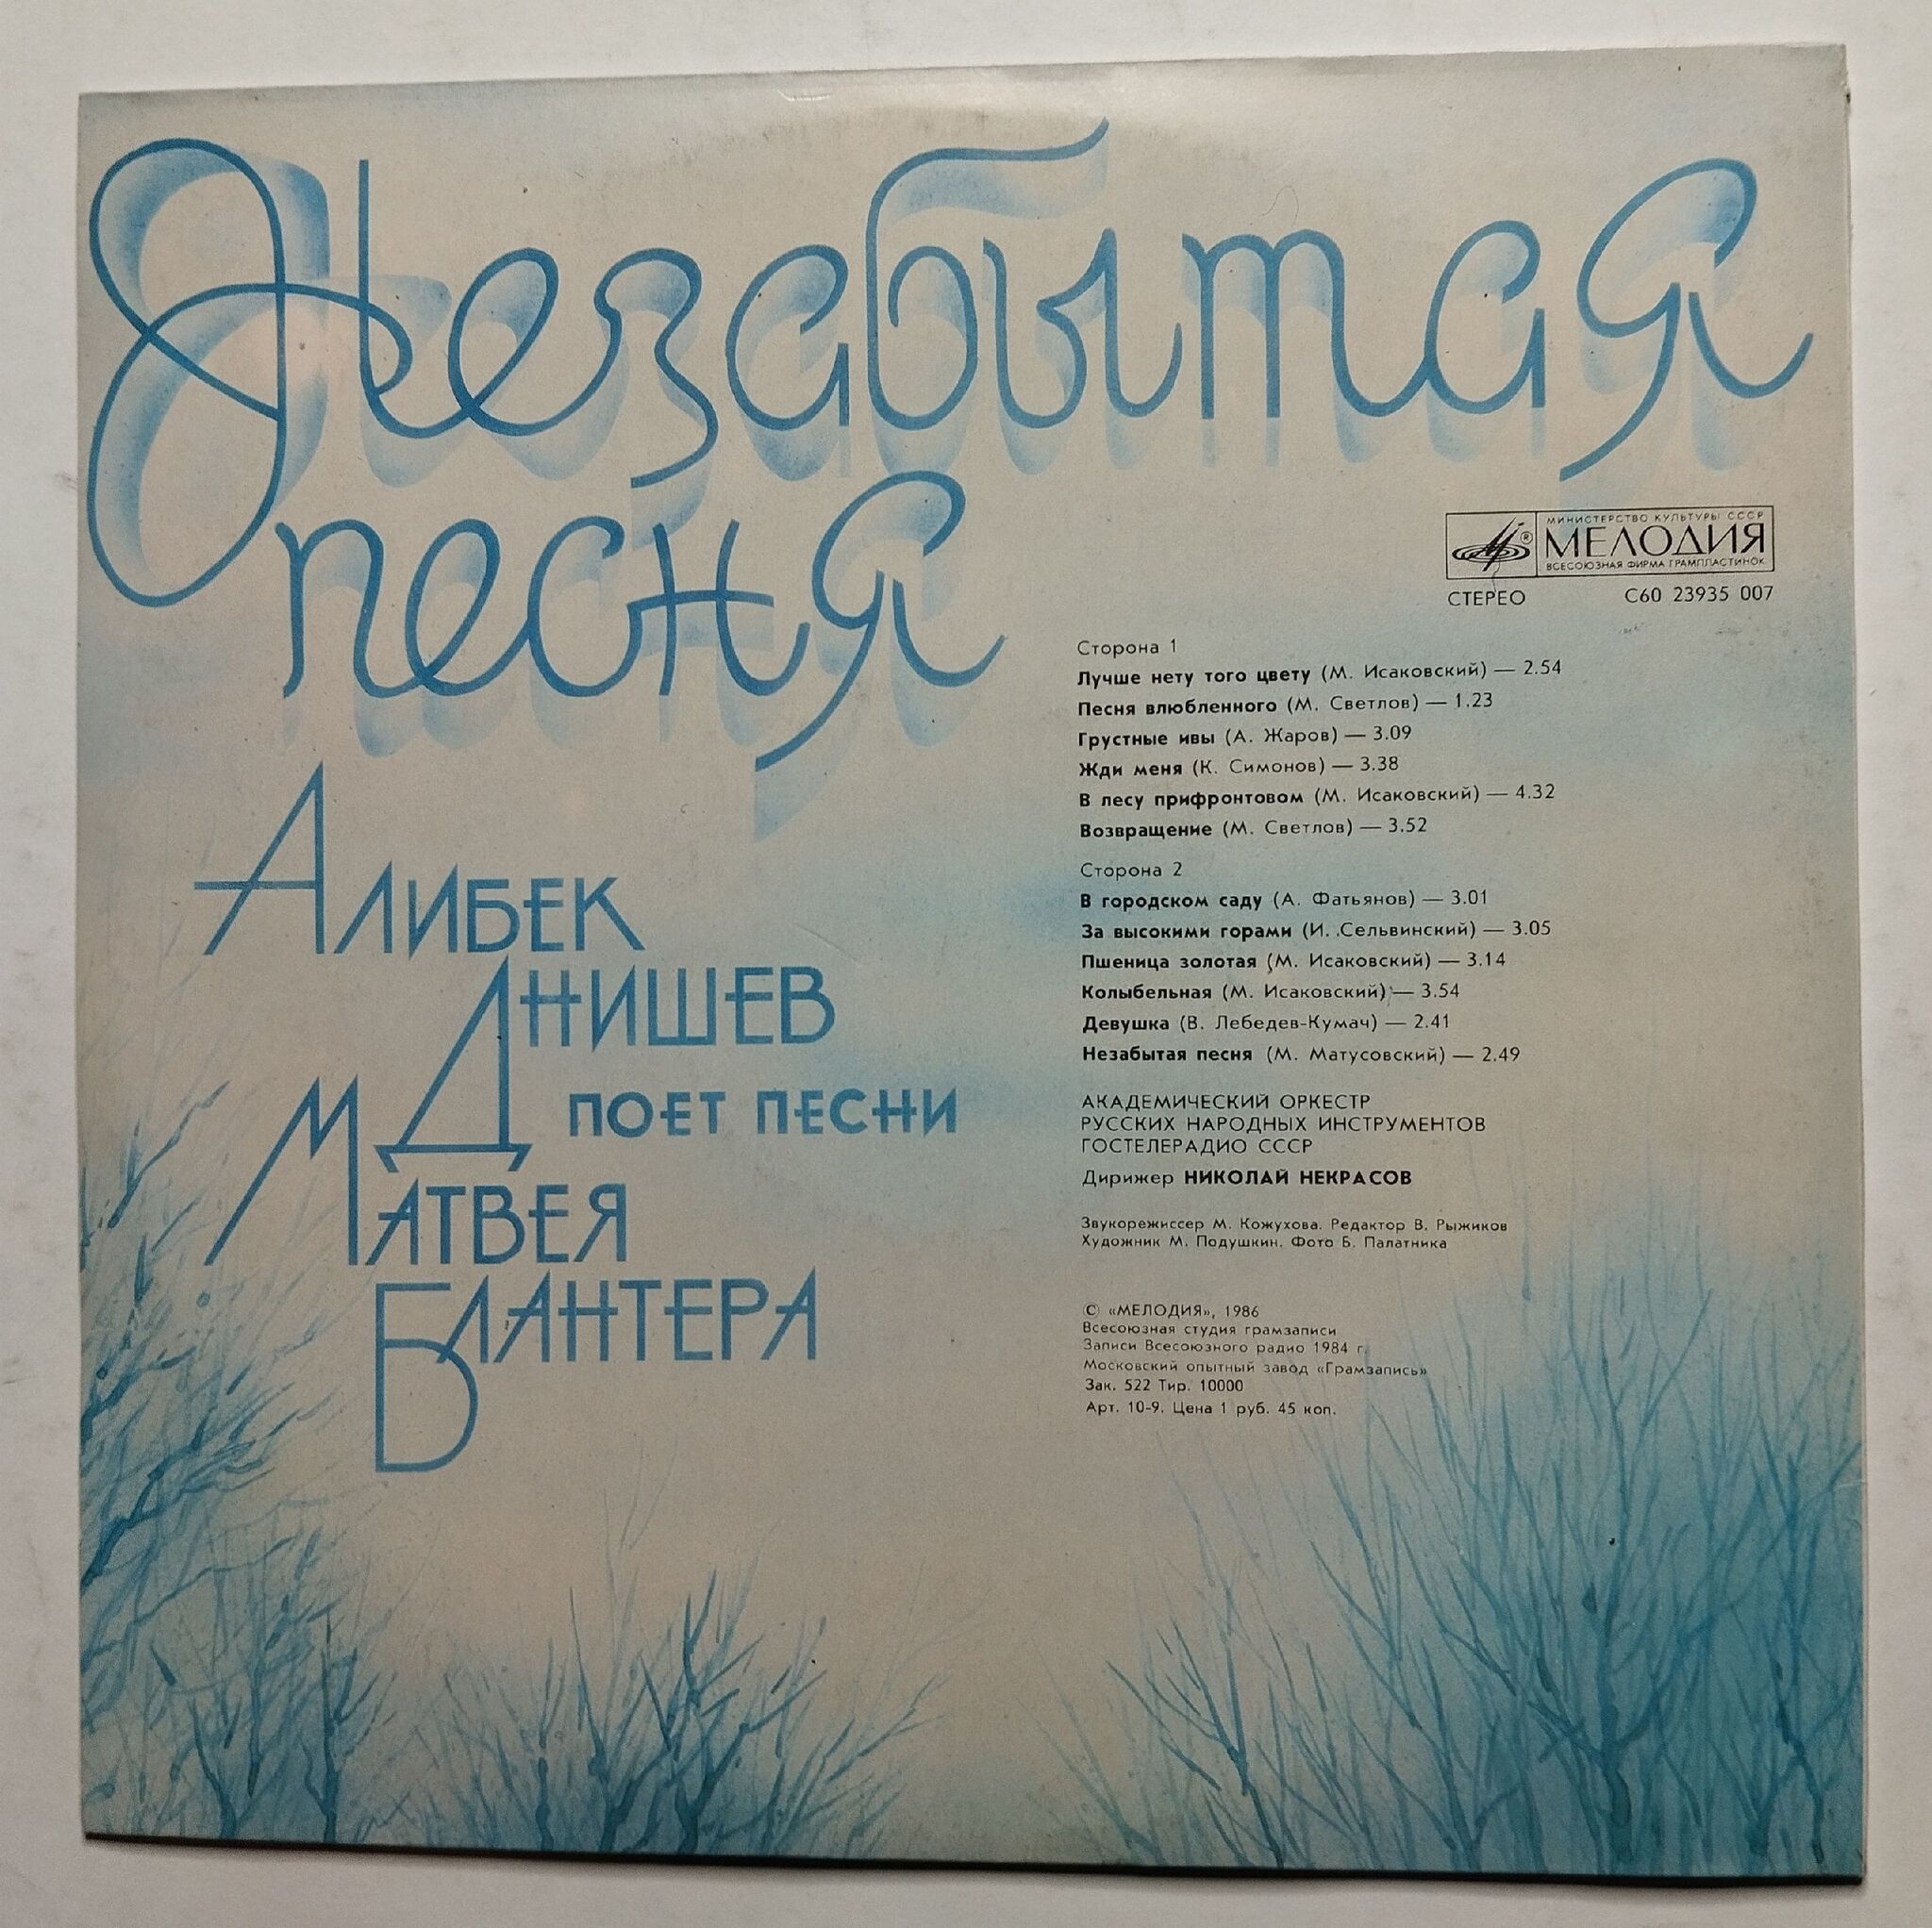 Незабытая
песня
МИНИСТЕРСТВО КУЛЬТУРЫ СССР
МЕЛОДИЯ
ВСЕСОЮЗНАЯ ФИРМА ГРАМПЛАСТИНОК
СТЕРЕО С60 23935 007
АЛИБЕК
ДНИШЕВ
ПОЕТ ПЕСНИ
МАТВЕЯ
БЛАНТЕРА
Сторона 1
Лучше нету того цвету (М. Исаковский) — 2.54
Песня влюбленного (М. Светлов) — 1.23
Грустные ивы (А. Жаров) — 3.09
Жди меня (К. Симонов) — 3.38
В лесу прифронтовом (М. Исаковский) — 4.32
Возвращение (М. Светлов) — 3.52
Сторона 2
В городском саду (А. Фатьянов) — 3.01
За высокими горами (И. Сельвинский) — 3.05
Пшеница золотая (М. Исаковский) — 3.14
Колыбельная (М. Исаковский) — 3.54
Девушка (В. Лебедев-Кумач) — 2.41
Незабытая песня (М. Матусовский) — 2.49
АКАДЕМИЧЕСКИЙ ОРКЕСТР
РУССКИХ НАРОДНЫХ ИНСТРУМЕНТОВ
ГОСТЕЛЕРАДИО СССР
Дирижер НИКОЛАЙ НЕКРАСОВ
Звукорежиссер М. Кожухова. Редактор В. Рыжиков
Художник М. Подушкин. Фото Б. Палатника
© «МЕЛОДИЯ», 1986
Всесоюзная студия грамзаписи
Записи Всесоюзного радио 1984 г.
Московский опытный завод «Грамзапись»
Зак. 522 Тир. 10000
Арт. 10-9. Цена 1 руб. 45 коп.